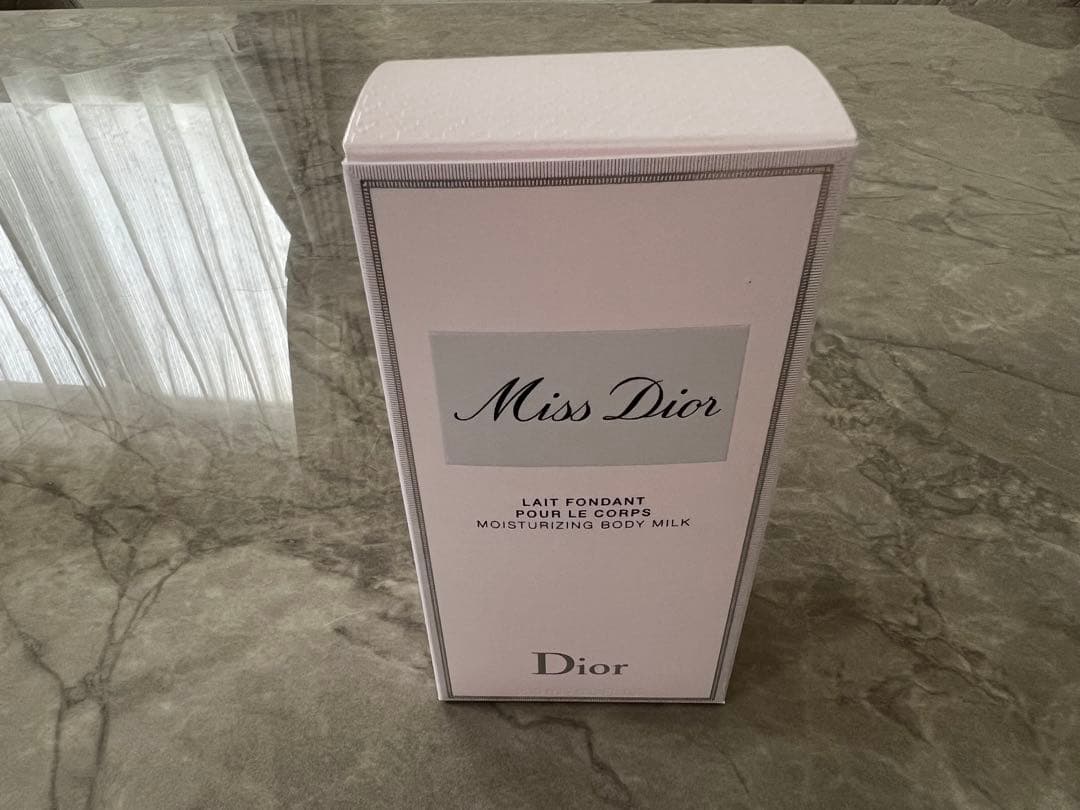 Miss Dior
LAIT FONDANT
POUR LE CORPS
MOISTURIZING BODY MILK
Dior